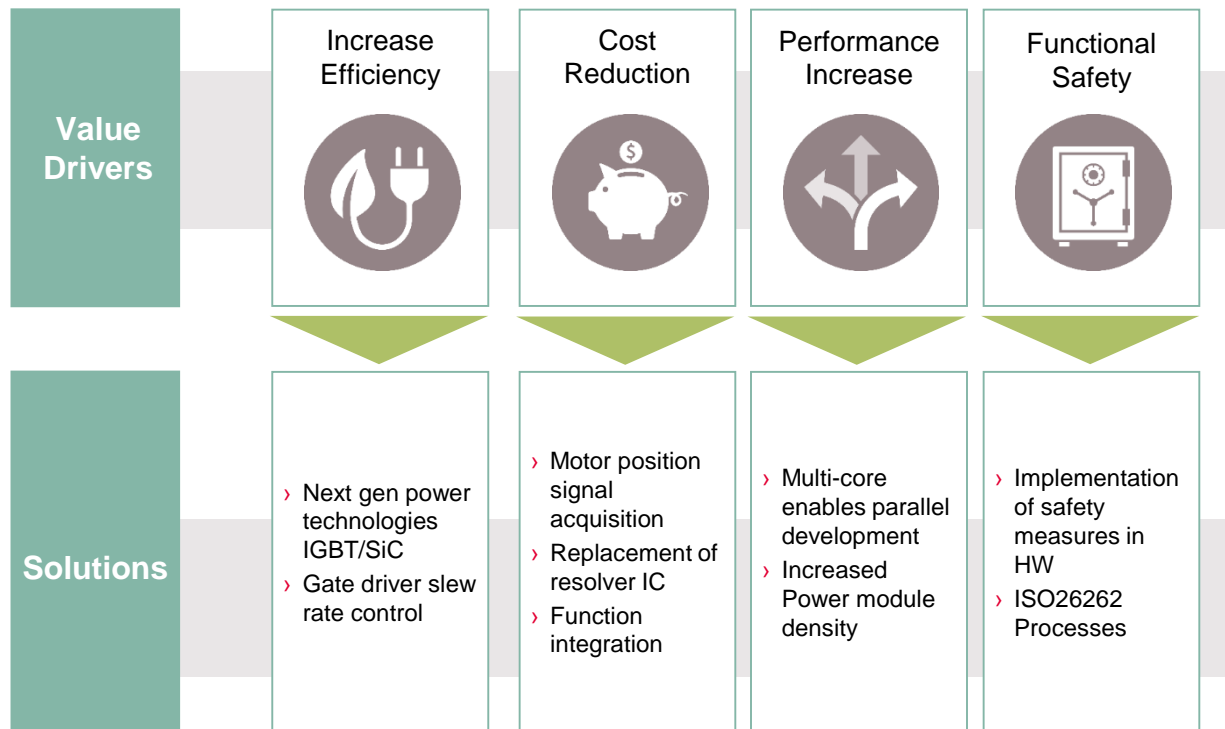 Value
Drivers
Increase
Efficiency
Cost
Reduction
$
Performance
Increase
Functional
Safety
Solutions
› Next gen power
technologies
IGBT/SiC
› Gate driver slew
rate control
› Motor position
signal
acquisition
› Replacement of
resolver IC
› Function
integration
› Multi-core
enables parallel
development
› Increased
Power module
density
› Implementation
of safety
measures in
HW
› ISO26262
Processes